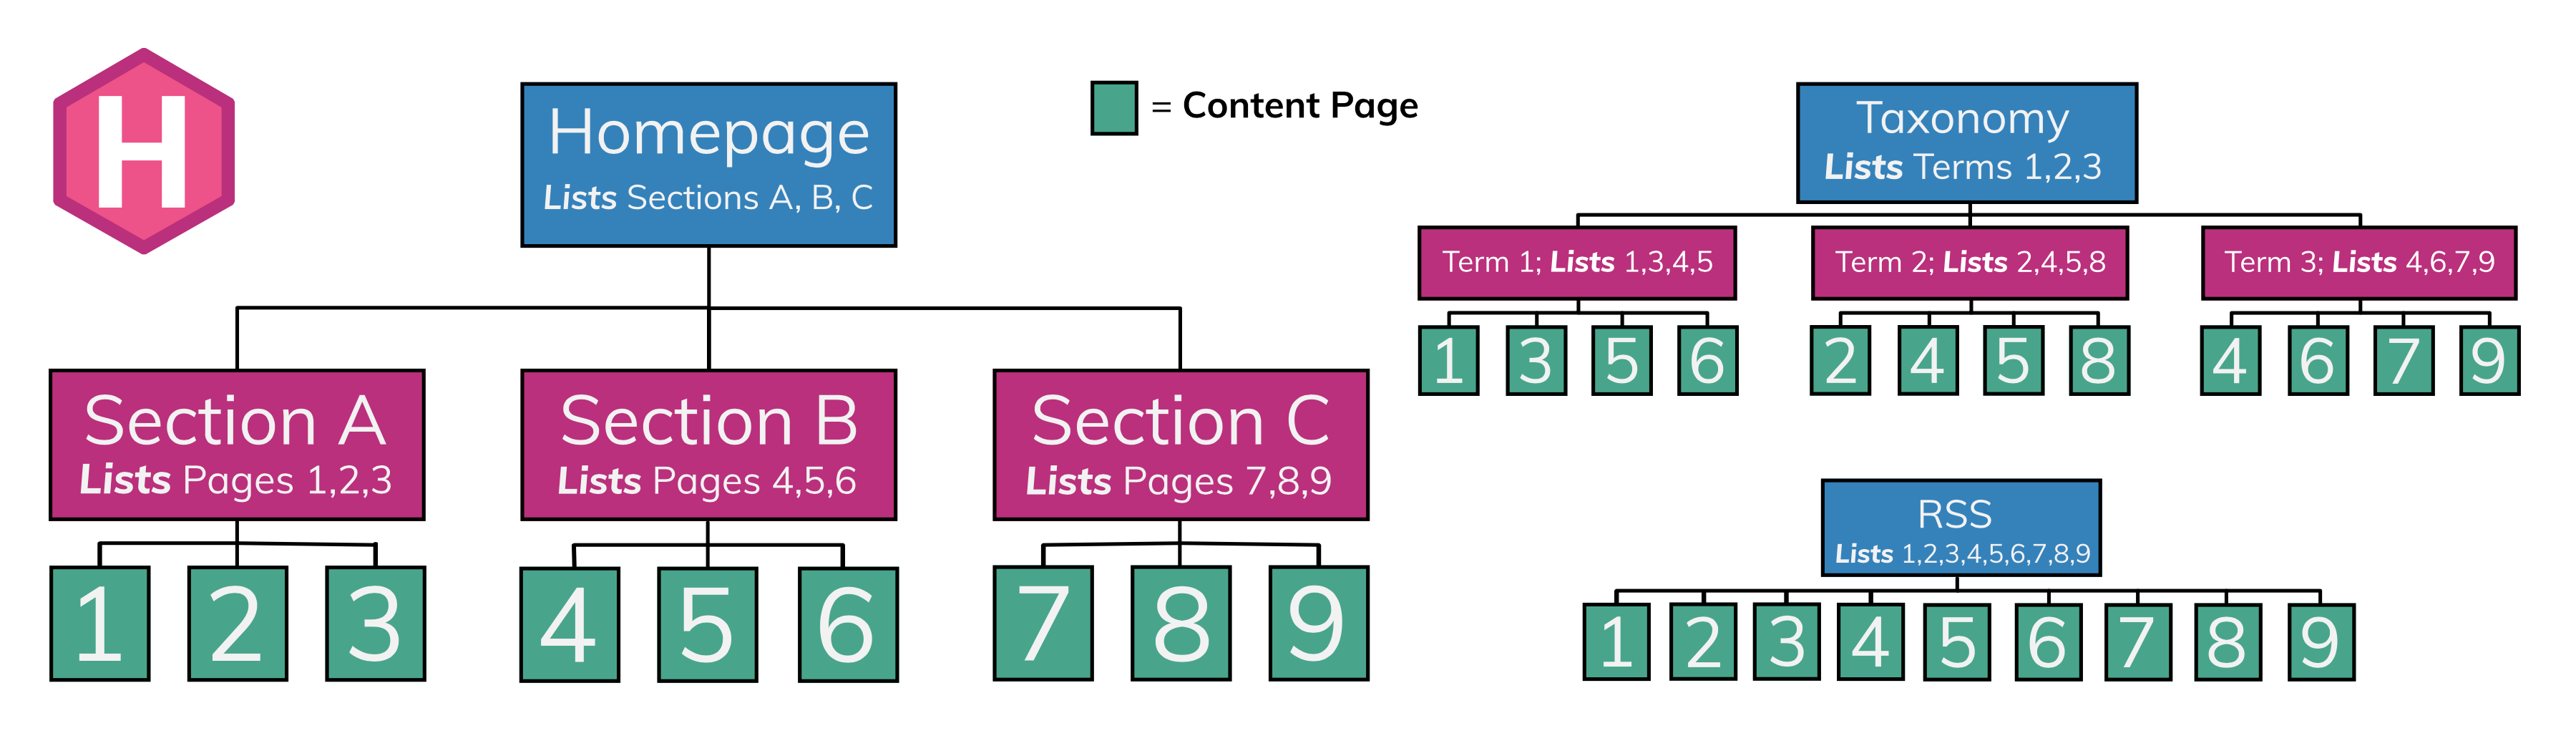 H
Homepage
Lists Sections A, B, C
= Content Page
Section A
Lists Pages 1,2,3
1 2 3
Section B
Lists Pages 4,5,6
4 5 6
Section C
Lists Pages 7,8,9
7 8 9
Taxonomy
Lists Terms 1,2,3
Term 1; Lists 1,3,4,5
1 3 5 6
Term 2; Lists 2,4,5,8
2 4 5 8
Term 3; Lists 4,6,7,9
4 6 7 9
RSS
Lists 1,2,3,4,5,6,7,8,9
1 2 3 4 5 6 7 8 9